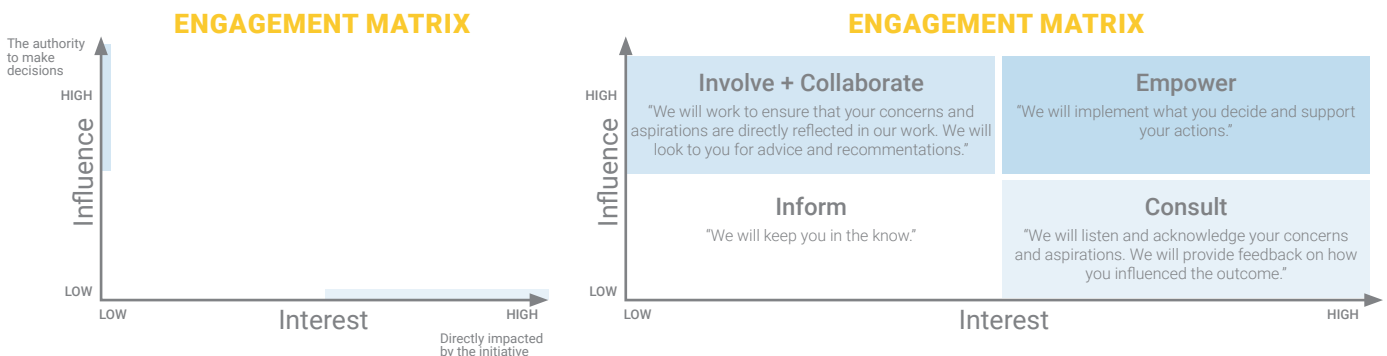 ENGAGEMENT MATRIX
The authority
to make
decisions
HIGH
Influence
LOW
LOW
Interest
HIGH
Directly impacted
by the initiative
ENGAGEMENT MATRIX
HIGH
Influence
LOW
Involve + Collaborate
“We will work to ensure that your concerns and
aspirations are directly reflected in our work. We will
look to you for advice and recommentations.”
Empower
“We will implement what you decide and support
your actions.”
Inform
“We will keep you in the know.”
Consult
“We will listen and acknowledge your concerns
and aspirations. We will provide feedback on how
you influenced the outcome.”
LOW
Interest
HIGH